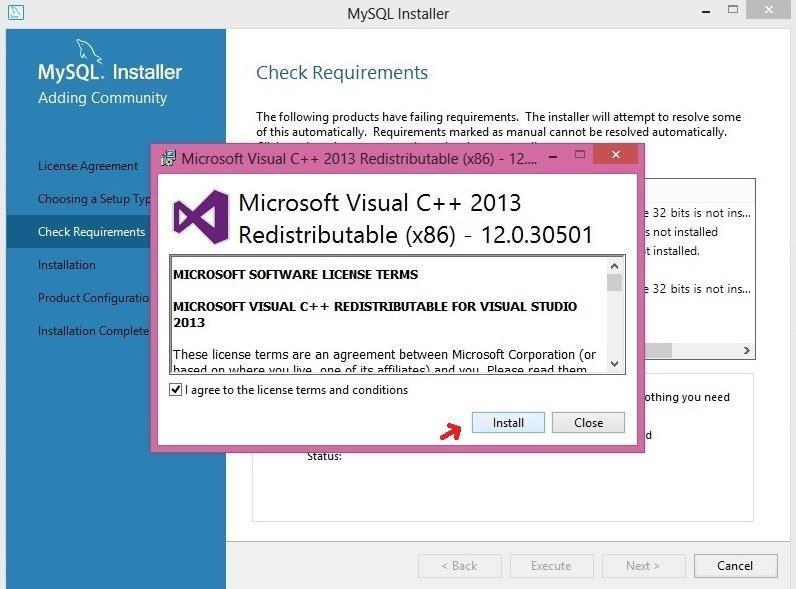 MySQL Installer
MySQL. Installer
Adding Community
License Agreement
Choosing a Setup Typ
Check Requirements
Installation
Product Configuratio
Installation Complete
Check Requirements
The following products have failing requirements. The installer will attempt to resolve some
of this automatically. Requirements marked as manual cannot be resolved automatically.
e 32 bits is not ins...
s not installed
t installed.
e 32 bits is not ins...
othing you need
d
Status:
Microsoft Visual C++ 2013 Redistributable (x86) - 12....
Microsoft Visual C++ 2013
Redistributable (x86) - 12.0.30501
MICROSOFT SOFTWARE LICENSE TERMS
MICROSOFT VISUAL C++ REDISTRIBUTABLE FOR VISUAL STUDIO
2013
These license terms are an agreement between Microsoft Corporation (or
based on where you live, one of its affiliates) and you. Please read them
I agree to the license terms and conditions
Install
Close
< Back
Execute
Next >
Cancel